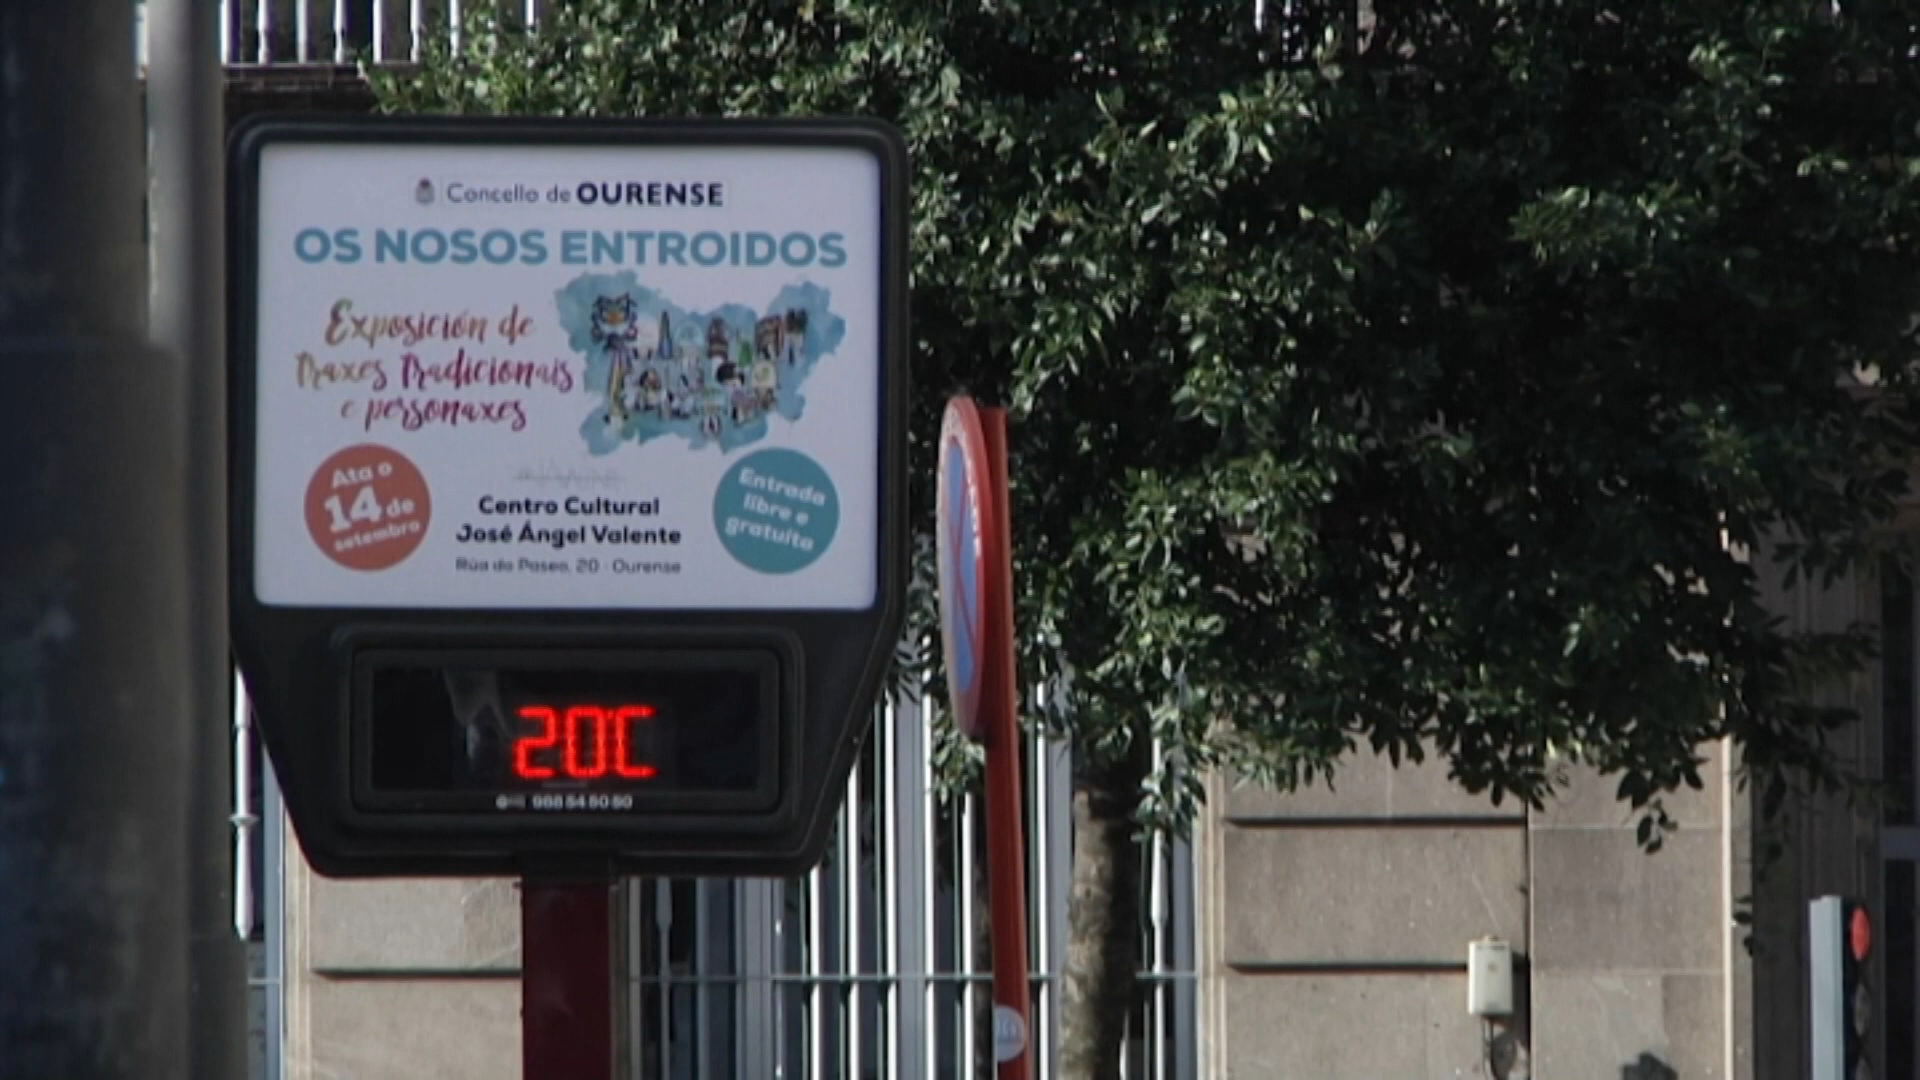 Concello de OURENSE
OS NOSOS ENTROIDOS
Exposición de
Traxes Tradicionais
e personaxes
Ata o
14 de
setembro
Centro Cultural
José Ángel Valente
Rúa do Paseo, 20 · Ourense
Entrada
libre e
gratuíta
20°C
988 54 50 50